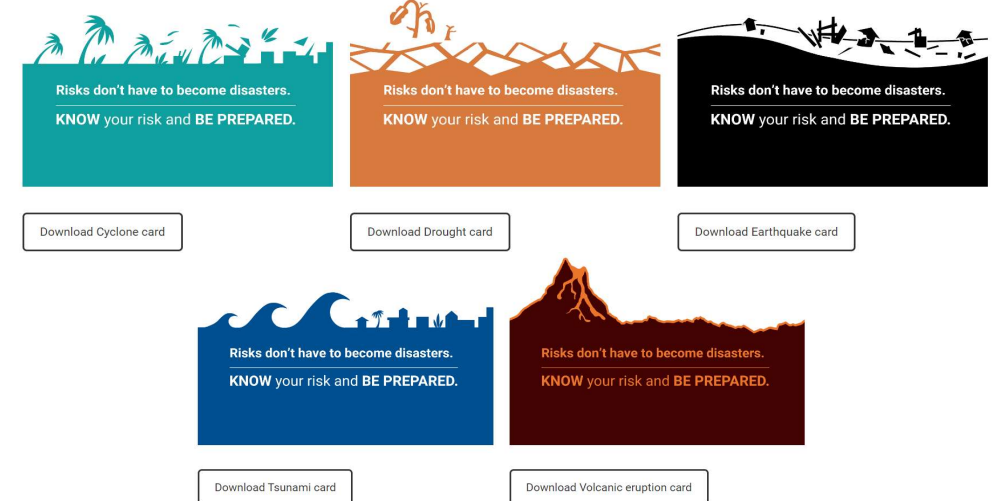 Risks don't have to become disasters.
KNOW your risk and BE PREPARED.
Download Cyclone card
Risks don't have to become disasters.
KNOW your risk and BE PREPARED.
Download Drought card
Risks don't have to become disasters.
KNOW your risk and BE PREPARED.
Download Earthquake card
Risks don't have to become disasters.
KNOW your risk and BE PREPARED.
Download Tsunami card
Risks don't have to become disasters.
KNOW your risk and BE PREPARED.
Download Volcanic eruption card